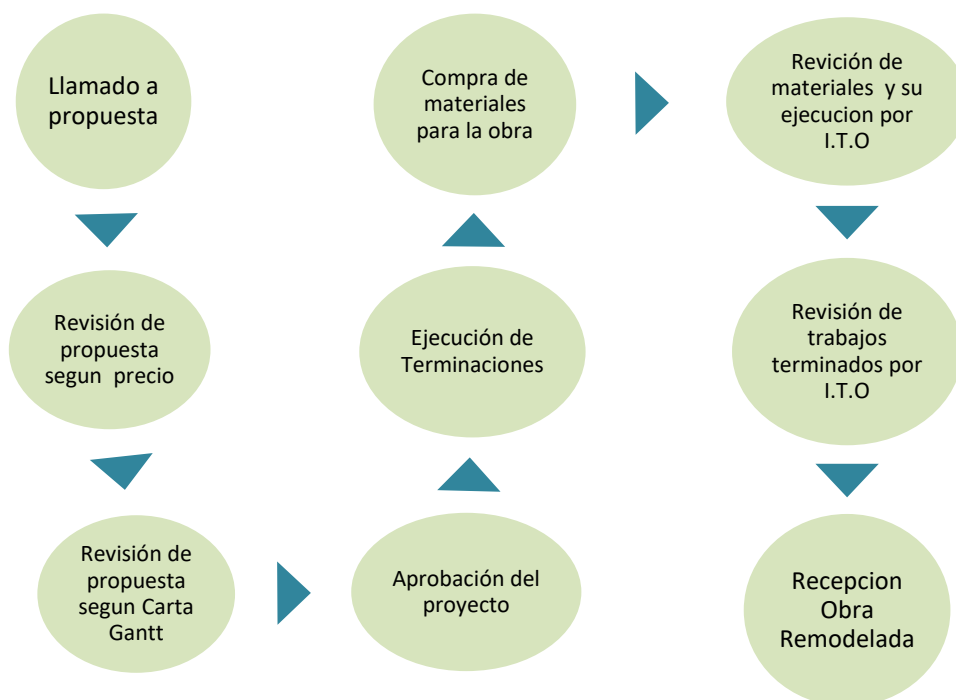 Llamado a
propuesta
Revisión de
propuesta
segun precio
Revisión de
propuesta
segun Carta
Gantt
Aprobación del
proyecto
Ejecución de
Terminaciones
Compra de
materiales
para la obra
Revición de
materiales y su
ejecucion por
I.T.O
Revisión de
trabajos
terminados por
I.T.O
Recepcion
Obra
Remodelada